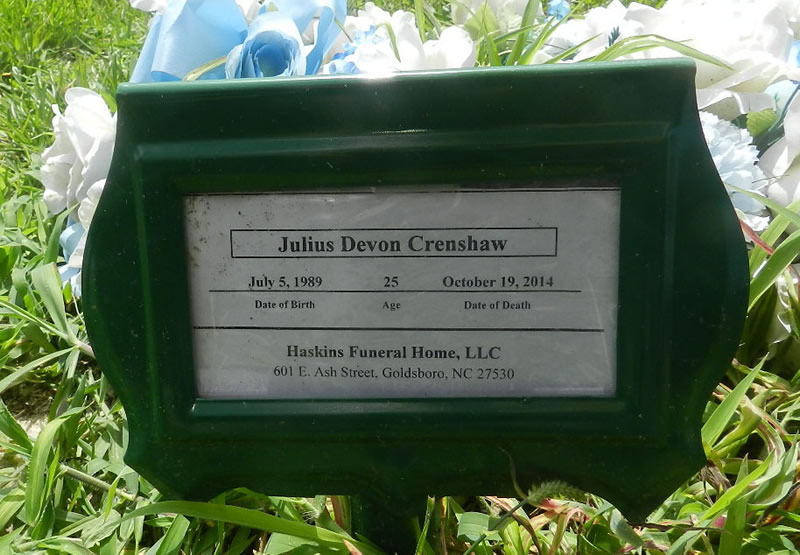 Julius Devon Crenshaw
July 5, 1989 25 October 19, 2014
Date of Birth Age Date of Death
Haskins Funeral Home, LLC
601 E. Ash Street, Goldsboro, NC 27530